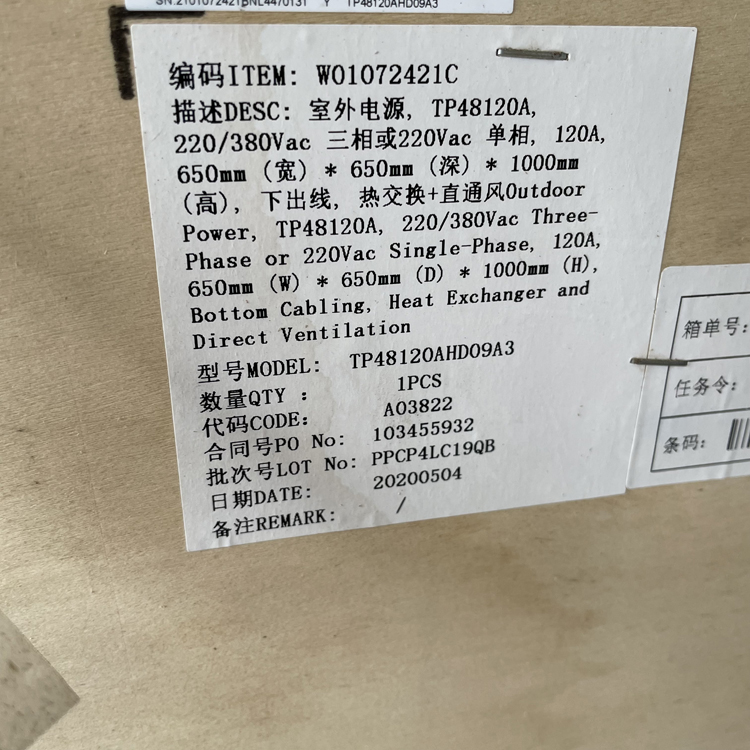 SN:2101072421BNL4470131 Y TP48120AHD09A3
编码ITEM: W01072421C
描述DESC: 室外电源, TP48120A,
220/380Vac 三相或220Vac 单相, 120A,
650mm (宽) * 650mm (深) * 1000mm
(高), 下出线, 热交换+直通风Outdoor
Power, TP48120A, 220/380Vac Three-
Phase or 220Vac Single-Phase, 120A,
650mm (W) * 650mm (D) * 1000mm (H),
Bottom Cabling, Heat Exchanger and
Direct Ventilation
型号MODEL: TP48120AHD09A3
数量QTY : 1PCS
代码CODE: A03822
合同号PO No: 103455932
批次号LOT No: PPCP4LC19QB
日期DATE: 20200504
备注REMARK: /
箱单号:
任务令:
条码: